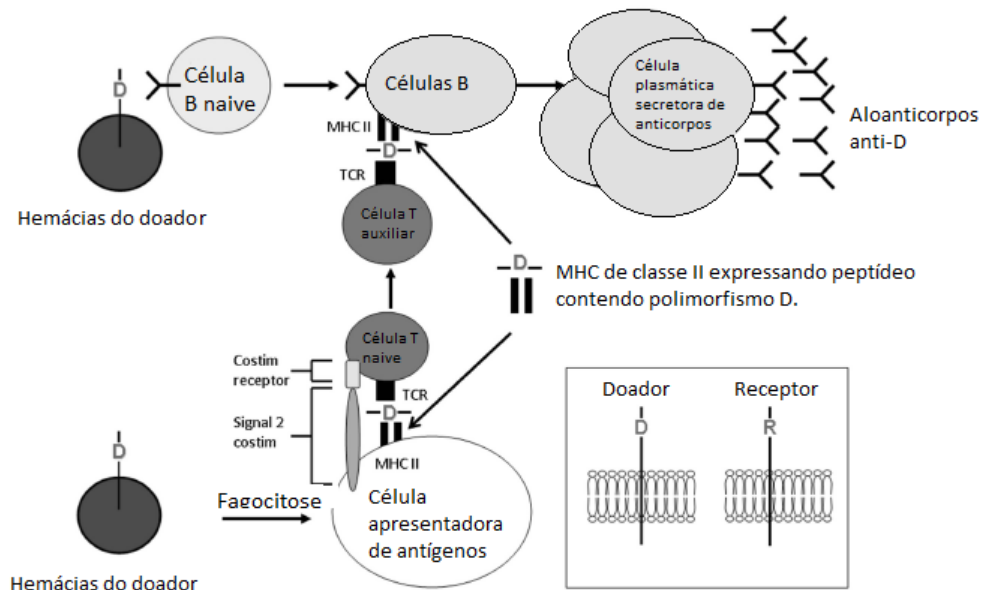 D
Célula
B naive
Células B
Célula
plasmática
secretora de
anticorpos
Aloanticorpos
anti-D
MHC II
D
TCR
Hemácias do doador
Célula T
auxiliar
D
MHC de classe II expressando peptídeo
contendo polimorfismo D.
Célula T
naive
Costim
receptor
TCR
D
Signal 2
costim
MHC II
D
Fagocitose
Célula
apresentadora
de antígenos
Hemácias do doador
Doador
Receptor
D
R